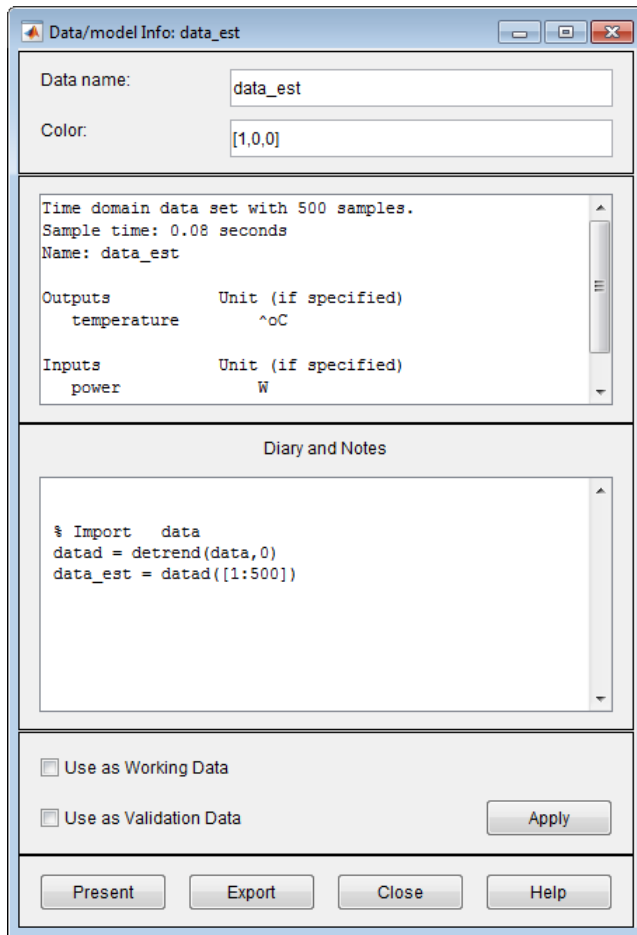 Data/model Info: data_est
Data name:
data_est
Color:
[1,0,0]
Time domain data set with 500 samples.
Sample time: 0.08 seconds
Name: data_est
Outputs Unit (if specified)
temperature ^oC
Inputs Unit (if specified)
power W
Diary and Notes
% Import data
datad = detrend(data,0)
data_est = datad([1:500])
Use as Working Data
Use as Validation Data
Apply
Present Export Close Help